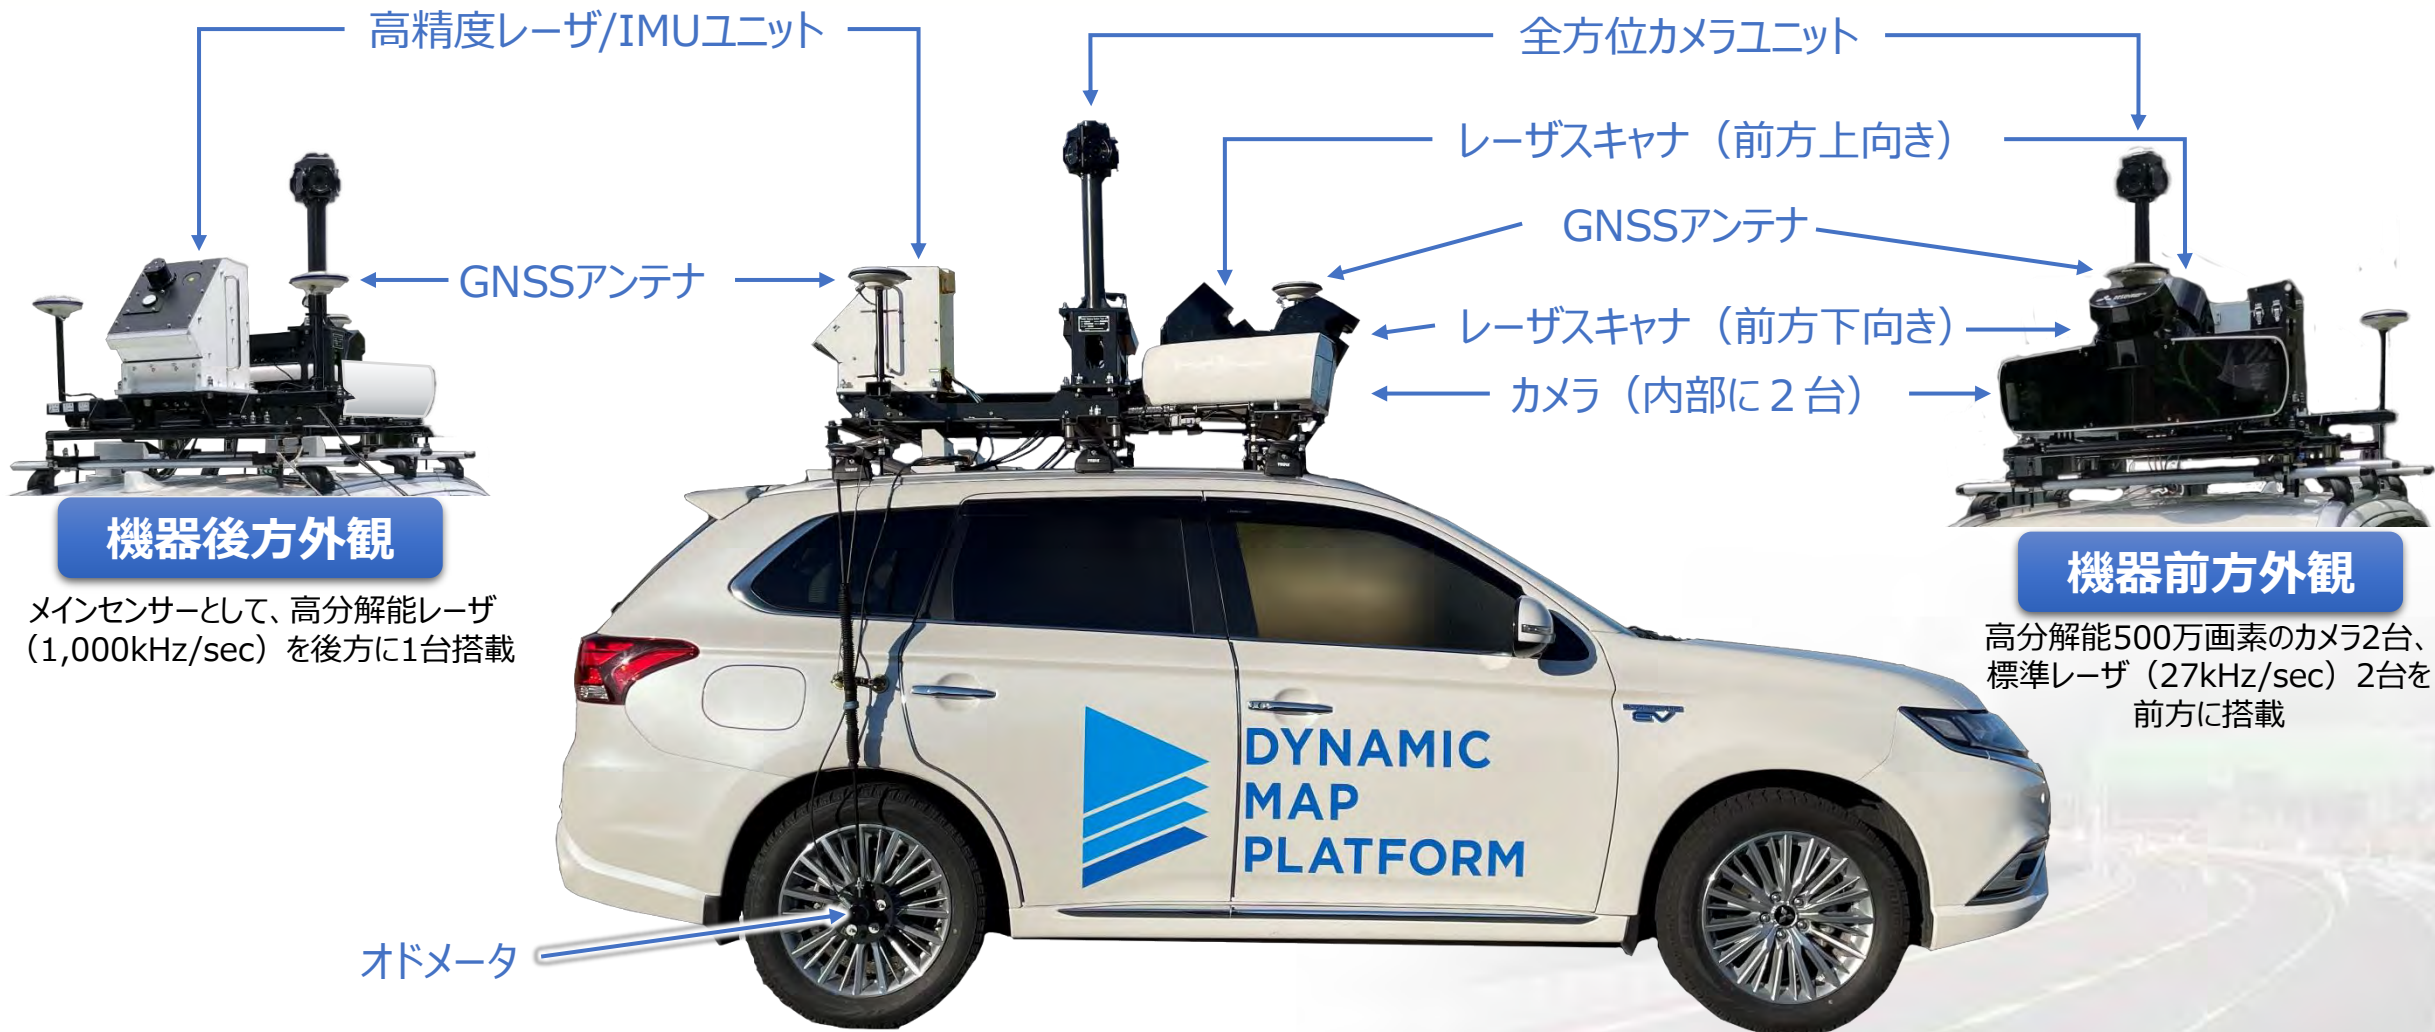 高精度レーザ/IMUユニット
全方位カメラユニット
レーザスキャナ（前方上向き）
GNSSアンテナ
GNSSアンテナ
レーザスキャナ（前方下向き）
カメラ（内部に２台）
機器後方外観
メインセンサーとして、高分解能レーザ
（1,000kHz/sec）を後方に1台搭載
機器前方外観
高分解能500万画素のカメラ2台、
標準レーザ（27kHz/sec）2台を
前方に搭載
DYNAMIC
MAP
PLATFORM
オドメータ